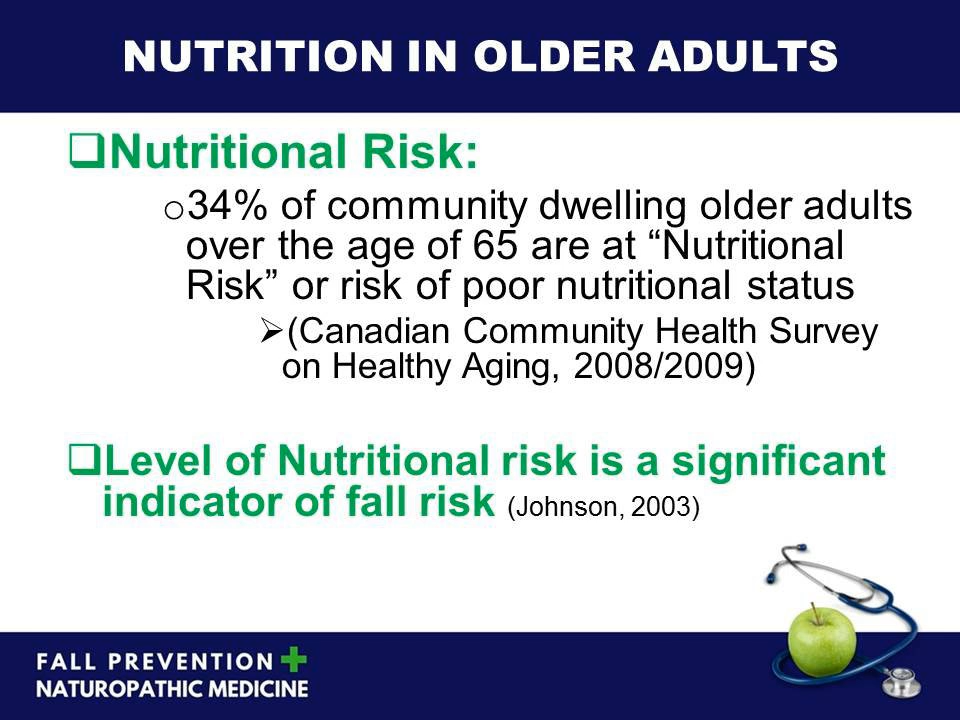 NUTRITION IN OLDER ADULTS
❑Nutritional Risk:
o34% of community dwelling older adults
over the age of 65 are at “Nutritional
Risk” or risk of poor nutritional status
➢(Canadian Community Health Survey
on Healthy Aging, 2008/2009)
❑Level of Nutritional risk is a significant
indicator of fall risk (Johnson, 2003)
FALL PREVENTION +
NATUROPATHIC MEDICINE